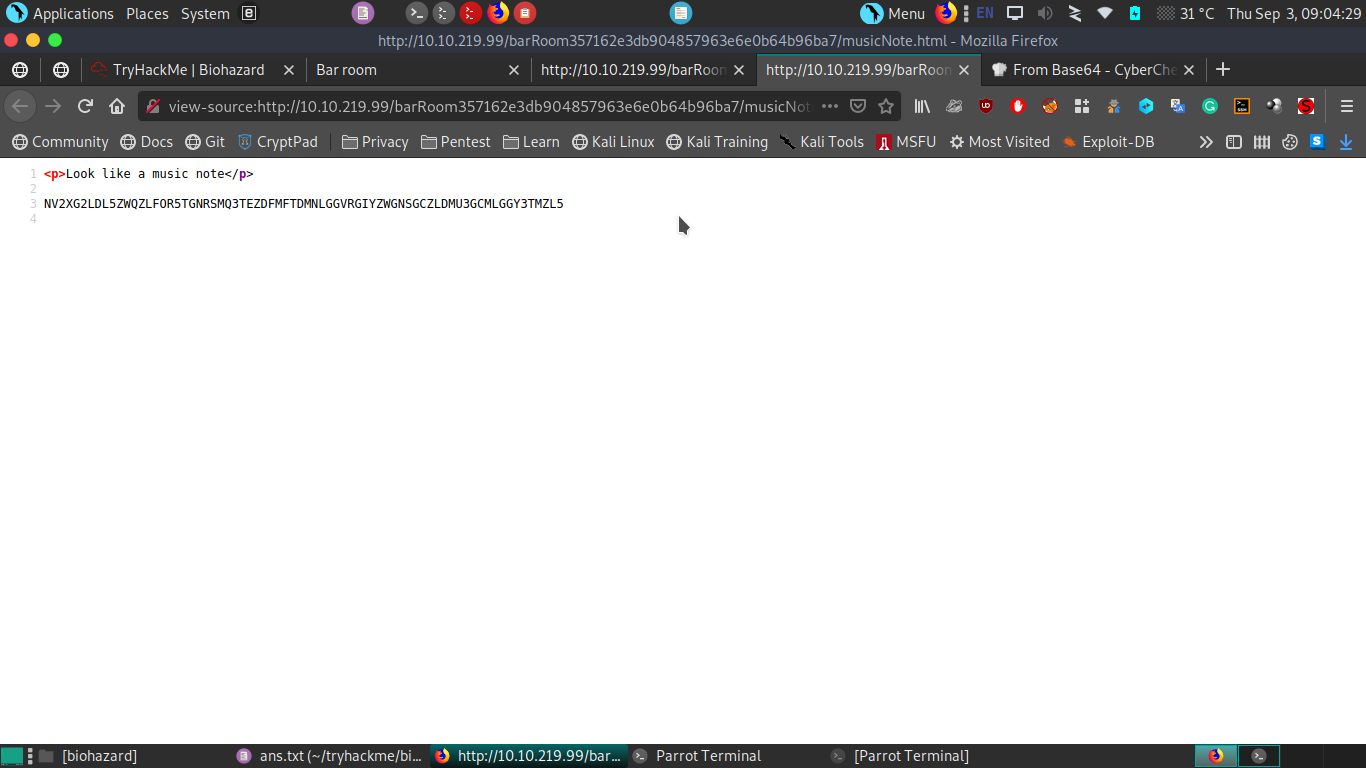 Applications Places System
Menu EN 31 °C Thu Sep 3, 09:04:29
http://10.10.219.99/barRoom357162e3db904857963e6e0b64b96ba7/musicNote.html - Mozilla Firefox
TryHackMe | Biohazard Bar room http://10.10.219.99/barRoom http://10.10.219.99/barRoom From Base64 - CyberChe
view-source:http://10.10.219.99/barRoom357162e3db904857963e6e0b64b96ba7/musicNot
Community Docs Git CryptPad Privacy Pentest Learn Kali Linux Kali Training Kali Tools MSFU Most Visited Exploit-DB
1 <p>Look like a music note</p>
2
3 NV2XG2LDL5ZWQZLFOR5TGNRSMQ3TEZDFMFTDMNLGGVRGIYZWGNSGCZLDMU3GCMLGGY3TMZL5
4
[biohazard] ans.txt (~/tryhackme/bi... http://10.10.219.99/bar... Parrot Terminal [Parrot Terminal]